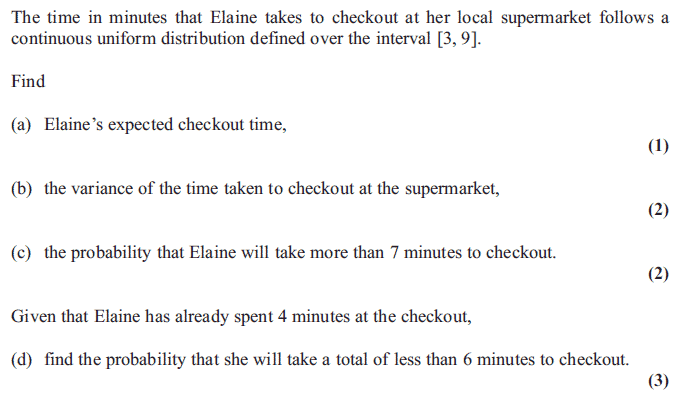 The time in minutes that Elaine takes to checkout at her local supermarket follows a
continuous uniform distribution defined over the interval [3, 9].
Find
(a) Elaine’s expected checkout time,
(1)
(b) the variance of the time taken to checkout at the supermarket,
(2)
(c) the probability that Elaine will take more than 7 minutes to checkout.
(2)
Given that Elaine has already spent 4 minutes at the checkout,
(d) find the probability that she will take a total of less than 6 minutes to checkout.
(3)